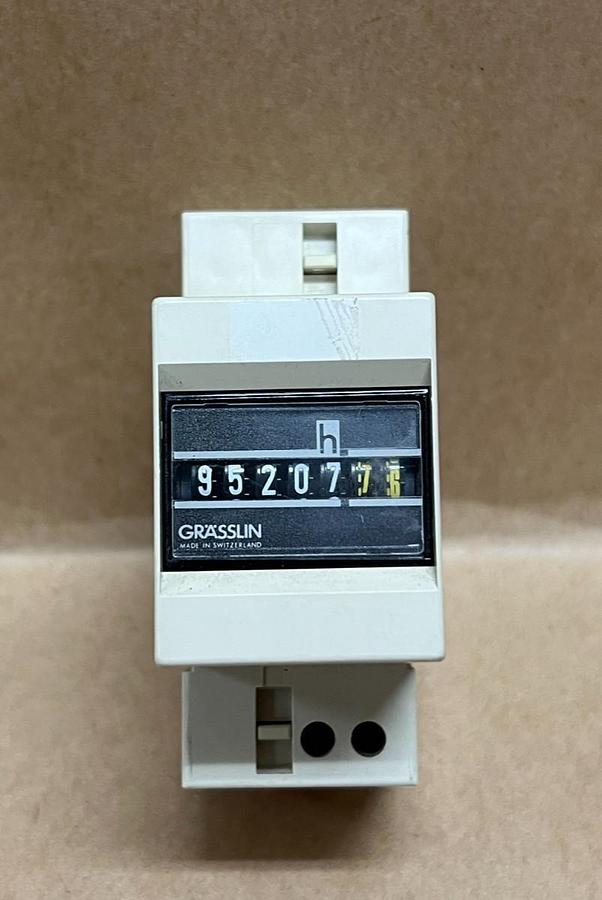 h
9520776
GRÄSSLIN
MADE IN SWITZERLAND